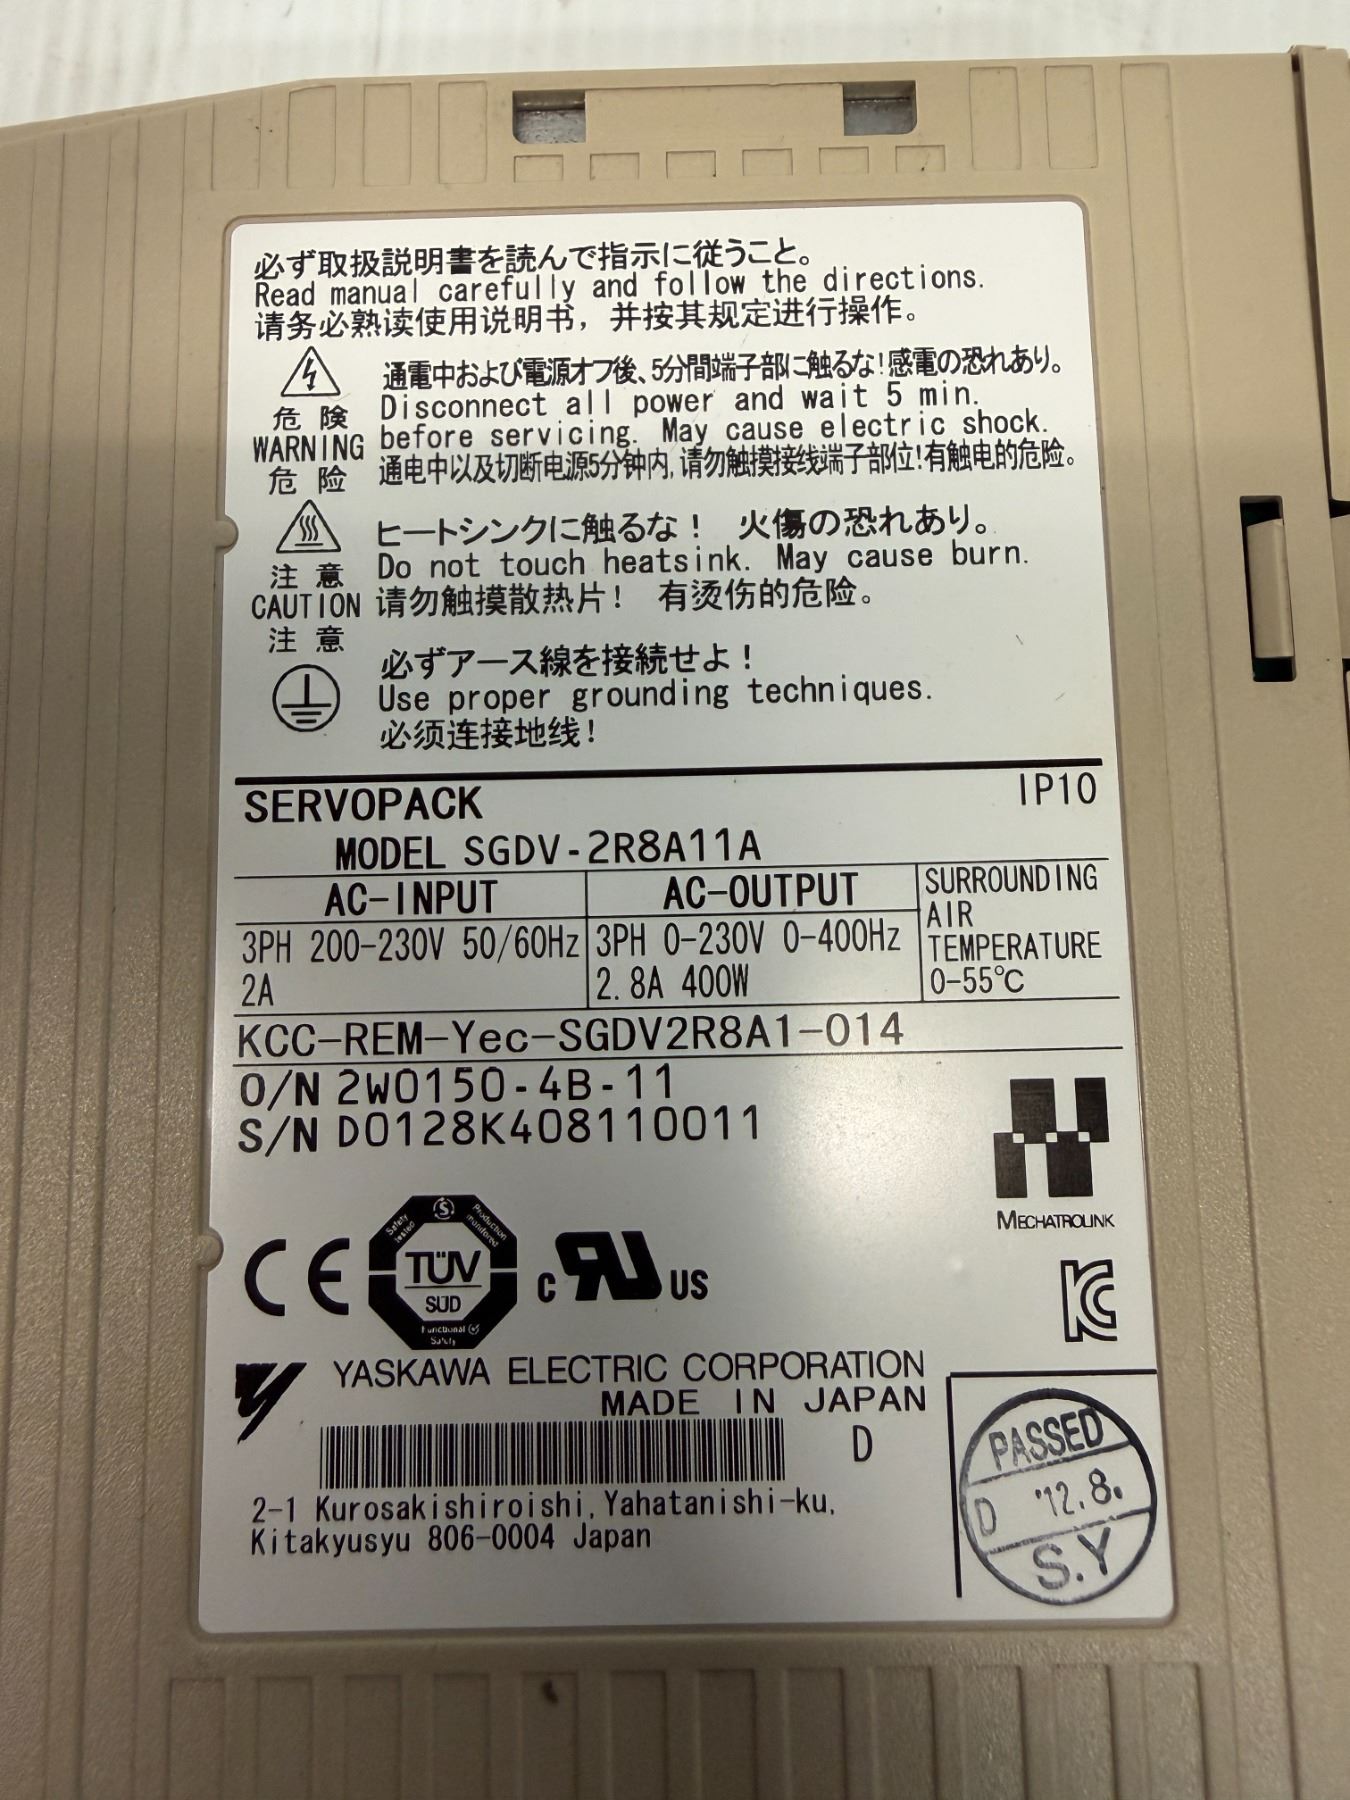 必ず取扱説明書を読んで指示に従うこと。
Read manual carefully and follow the directions.
请务必熟读使用说明书，并按其规定进行操作。
通電中および電源オフ後、5分間端子部に触るな!感電の恐れあり。
危険
Disconnect all power and wait 5 min.
WARNING
before servicing. May cause electric shock.
危险
通电中以及切断电源5分钟内,请勿触摸接线端子部位!有触电的危险。
ヒートシンクに触るな! 火傷の恐れあり。
注意
Do not touch heatsink. May cause burn.
CAUTION
请勿触摸散热片! 有烫伤的危险。
注意
必ずアース線を接続せよ!
Use proper grounding techniques.
必须连接地线!
SERVOPACK
IP10
MODEL SGDV-2R8A11A
AC-INPUT
3PH 200-230V 50/60Hz
2A
AC-OUTPUT
3PH 0-230V 0-400Hz
2.8A 400W
SURROUNDING
AIR
TEMPERATURE
0-55℃
KCC-REM-Yec-SGDV2R8A1-014
O/N 2W0150-4B-11
S/N D0128K408110011
MECHATROLINK
CE
Safety tested
Production monitored
TÜV
SÜD
Functional
Safety
c RU US
KC
YASKAWA ELECTRIC CORPORATION
MADE IN JAPAN
D
2-1 Kurosakishiroishi,Yahatanishi-ku,
Kitakyusyu 806-0004 Japan
PASSED
D '12.8.
S.Y